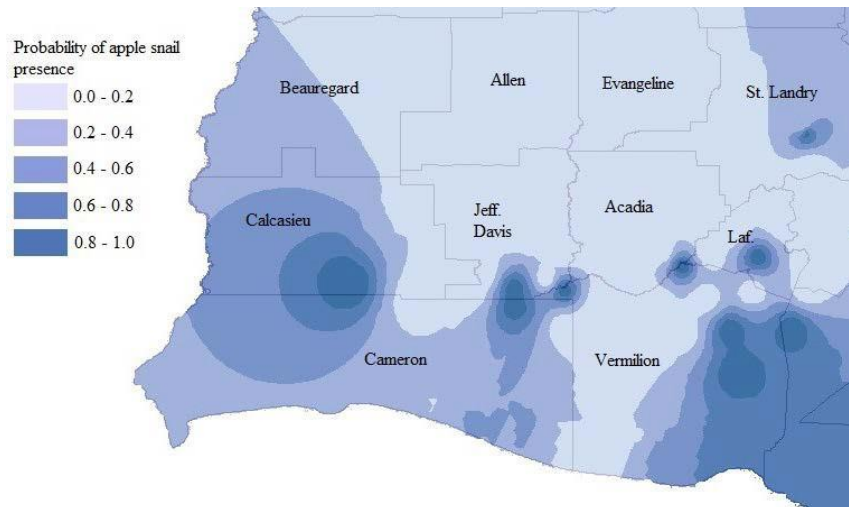 Probability of apple snail
presence
0.0 - 0.2
0.2 - 0.4
0.4 - 0.6
0.6 - 0.8
0.8 - 1.0
Beauregard
Allen
Evangeline
St. Landry
Calcasieu
Jeff.
Davis
Acadia
Laf.
Cameron
Vermilion